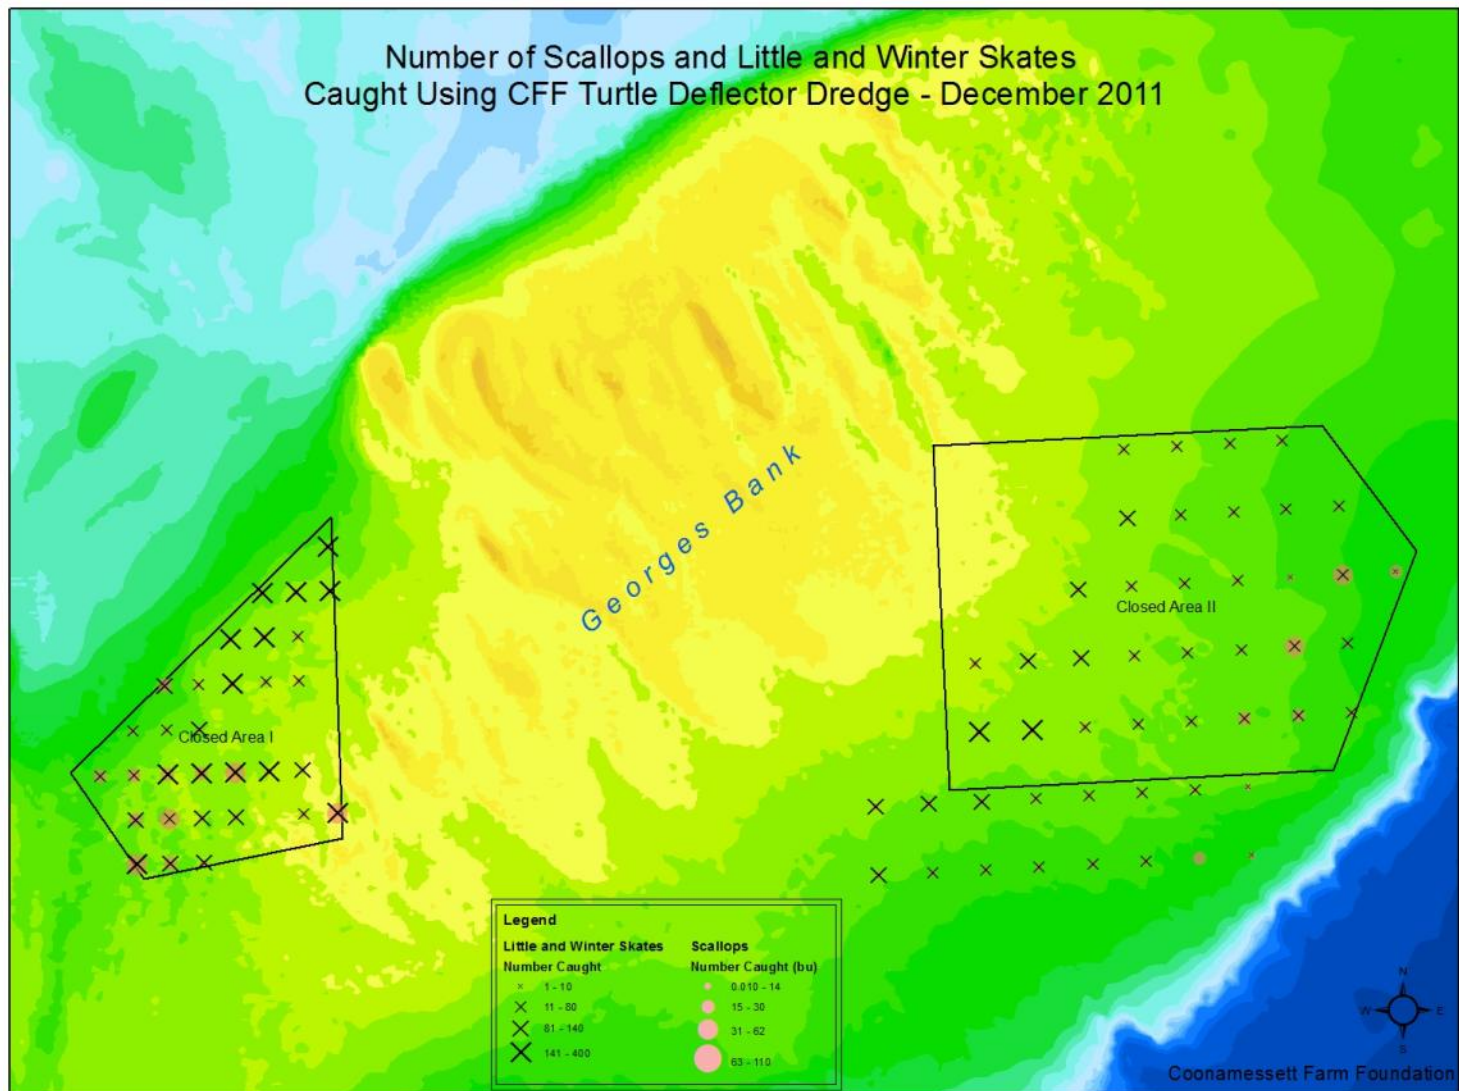 Number of Scallops and Little and Winter Skates
Caught Using CFF Turtle Deflector Dredge - December 2011
Georges Bank
Closed Area II
Closed Area I
Legend
Little and Winter Skates
Number Caught
1 - 10
11 - 80
81 - 140
141 - 400
Scallops
Number Caught (bu)
0.010 - 14
15 - 30
31 - 62
63 - 110
N
W
E
S
Coonamessett Farm Foundation